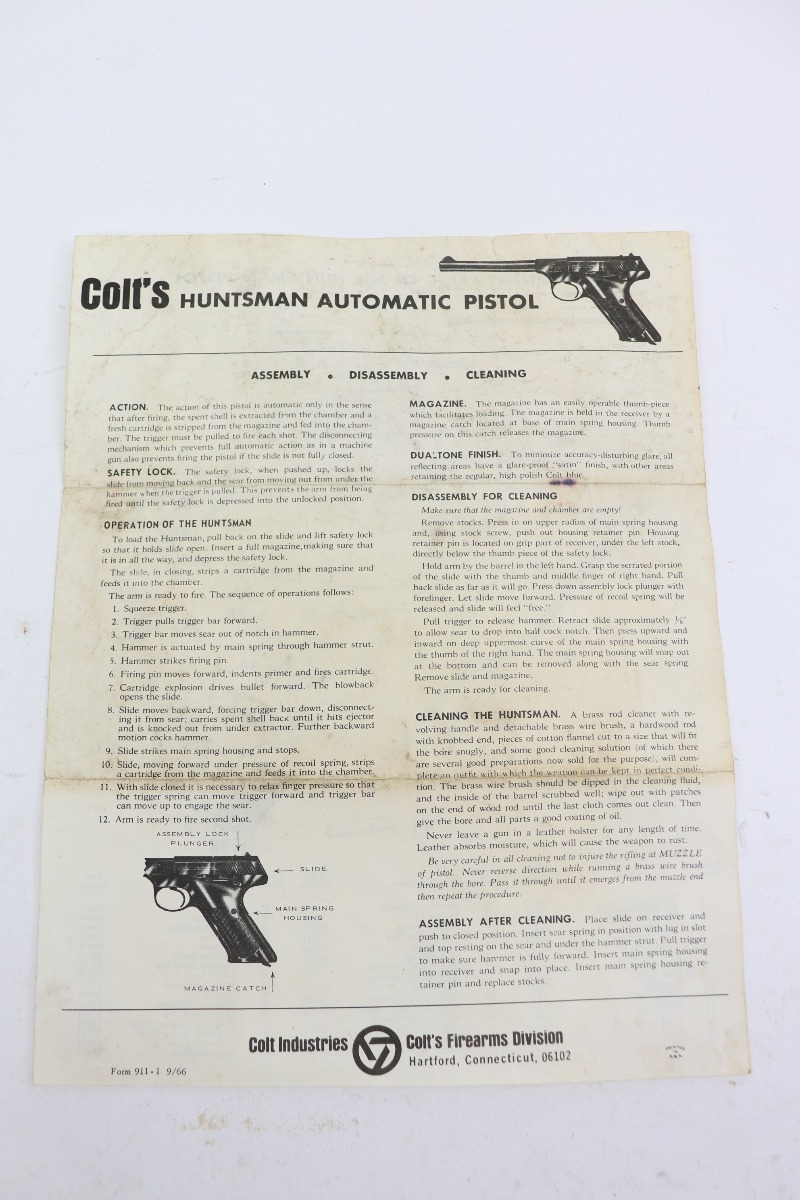 Colt's HUNTSMAN AUTOMATIC PISTOL
ASSEMBLY • DISASSEMBLY • CLEANING
ACTION. The action of this pistol is automatic only in the sense
that after firing, the spent shell is extracted from the chamber and a
fresh cartridge is stripped from the magazine and fed into the cham-
ber. The trigger must be pulled to fire each shot. The disconnecting
mechanism which prevents full automatic action as in a machine
gun also prevents firing the pistol if the slide is not fully closed.
SAFETY LOCK. The safety lock, when pushed up, locks the
slide from moving back and the sear from moving out from under the
hammer when the trigger is pulled. This prevents the arm from being
fired until the safety lock is depressed into the unlocked position.
OPERATION OF THE HUNTSMAN
To load the Huntsman, pull back on the slide and lift safety lock
so that it holds slide open. Insert a full magazine, making sure that
it is in all the way, and depress the safety lock.
The slide, in closing, strips a cartridge from the magazine and
feeds it into the chamber.
The arm is ready to fire. The sequence of operations follows:
1. Squeeze trigger.
2. Trigger pulls trigger bar forward.
3. Trigger bar moves sear out of notch in hammer.
4. Hammer is actuated by main spring through hammer strut.
5. Hammer strikes firing pin.
6. Firing pin moves forward, indents primer and fires cartridge.
7. Cartridge explosion drives bullet forward. The blowback
opens the slide.
8. Slide moves backward, forcing trigger bar down, disconnect-
ing it from sear; carries spent shell back until it hits ejector
and is knocked out from under extractor. Further backward
motion cocks hammer.
9. Slide strikes main spring housing and stops.
10. Slide, moving forward under pressure of recoil spring, strips
a cartridge from the magazine and feeds it into the chamber.
11. With slide closed it is necessary to relax finger pressure so that
the trigger spring can move trigger forward and trigger bar
can move up to engage the sear.
12. Arm is ready to fire second shot.
ASSEMBLY LOCK
PLUNGER
SLIDE
MAIN SPRING
HOUSING
MAGAZINE CATCH
MAGAZINE. The magazine has an easily operable thumb-piece
which facilitates loading. The magazine is held in the receiver by a
magazine catch located at base of main spring housing. Thumb
pressure on this catch releases the magazine.
DUALTONE FINISH. To minimize accuracy-disturbing glare, all
reflecting areas have a glare-proof "satin" finish, with other areas
retaining the regular, high polish Colt blue.
DISASSEMBLY FOR CLEANING
Make sure that the magazine and chamber are empty!
Remove stocks. Press in on upper radius of main spring housing
and, using stock screw, push out housing retainer pin. Housing
retainer pin is located on grip part of receiver, under the left stock,
directly below the thumb piece of the safety lock.
Hold arm by the barrel in the left hand. Grasp the serrated portion
of the slide with the thumb and middle finger of right hand. Pull
back slide as far as it will go. Press down assembly lock plunger with
forefinger. Let slide move forward. Pressure of recoil spring will be
released and slide will feel "free."
Pull trigger to release hammer. Retract slide approximately ⅛"
to allow sear to drop into half cock notch. Then press upward and
inward on deep uppermost curve of the main spring housing with
the thumb of the right hand. The main spring housing will snap out
at the bottom and can be removed along with the sear spring.
Remove slide and magazine.
The arm is ready for cleaning.
CLEANING THE HUNTSMAN. A brass rod cleaner with re-
volving handle and detachable brass wire brush, a hardwood rod
with knobbed end, pieces of cotton flannel cut to a size that will fit
the bore snugly, and some good cleaning solution (of which there
are several good preparations now sold for the purpose), will com-
plete an outfit with which the weapon can be kept in perfect condi-
tion. The brass wire brush should be dipped in the cleaning fluid,
and the inside of the barrel scrubbed well; wipe out with patches
on the end of wood rod until the last cloth comes out clean. Then
give the bore and all parts a good coating of oil.
Never leave a gun in a leather holster for any length of time.
Leather absorbs moisture, which will cause the weapon to rust.
Be very careful in all cleaning not to injure the rifling at MUZZLE
of pistol. Never reverse direction while running a brass wire brush
through the bore. Pass it through until it emerges from the muzzle end
then repeat the procedure.
ASSEMBLY AFTER CLEANING. Place slide on receiver and
push to closed position. Insert sear spring in position with lug in slot
and top resting on the sear and under the hammer strut. Pull trigger
to make sure hammer is fully forward. Insert main spring housing
into receiver and snap into place. Insert main spring housing re-
tainer pin and replace stocks.
Colt Industries
Colt's Firearms Division
Hartford, Connecticut, 06102
Form 911-1 9/66
PRINTED
IN
U.S.A.